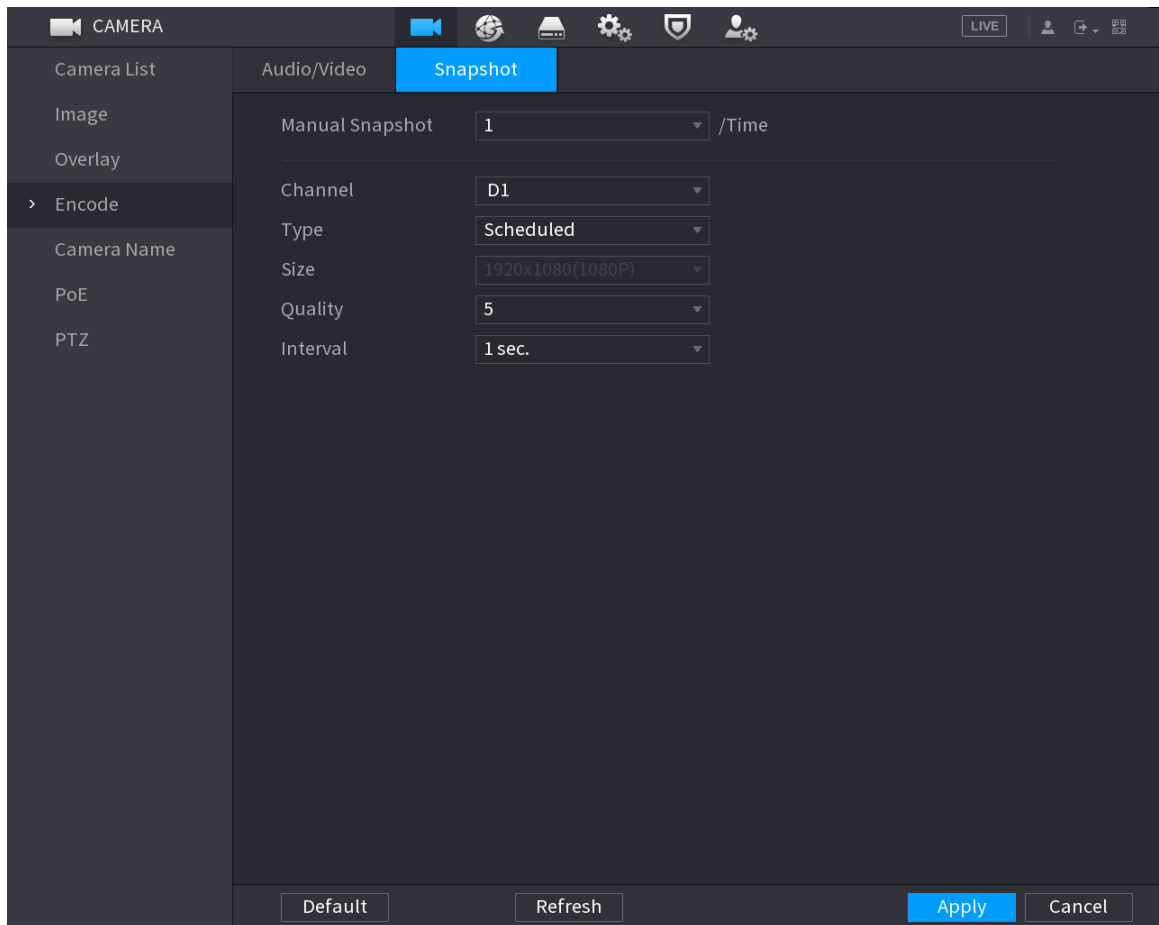 CAMERA
LIVE
Camera List
Image
Overlay
Encode
Camera Name
PoE
PTZ
Audio/Video Snapshot
Manual Snapshot 1 /Time
Channel D1
Type Scheduled
Size 1920x1080(1080P)
Quality 5
Interval 1 sec.
Default Refresh Apply Cancel